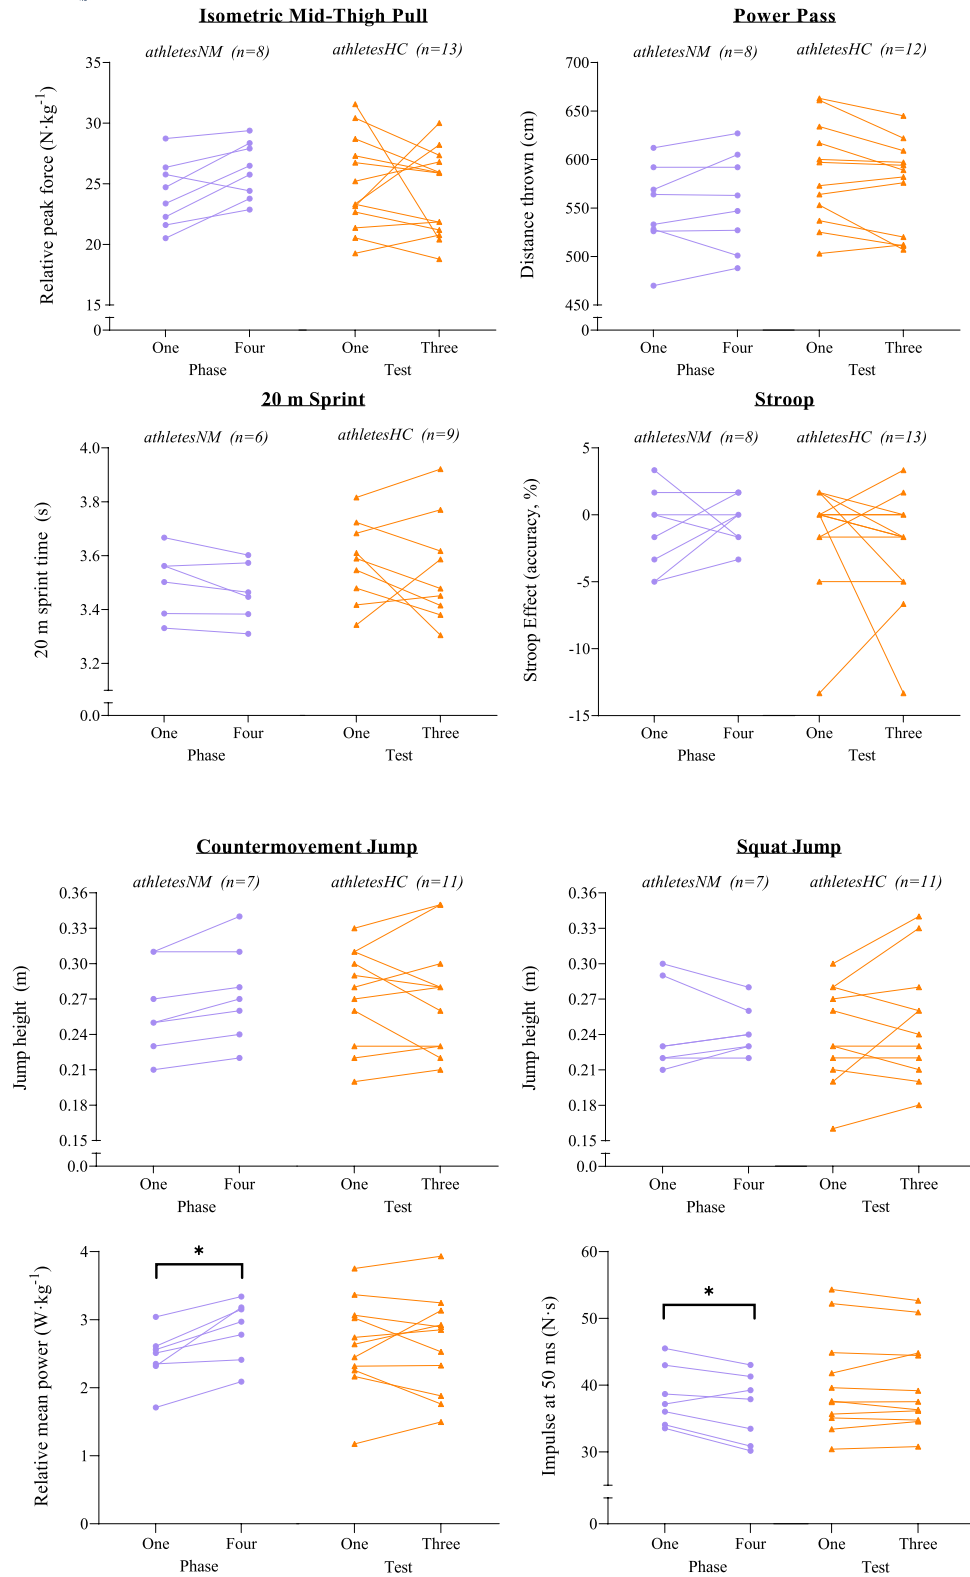 Isometric Mid-Thigh Pull
athletesNM (n=8)
athletesHC (n=13)
Relative peak force (N·kg-1)
35
30
25
20
15
0
One
Four
One
Three
Phase
Test
Power Pass
athletesNM (n=8)
athletesHC (n=12)
Distance thrown (cm)
700
650
600
550
500
450
0
One
Four
One
Three
Phase
Test
20 m Sprint
athletesNM (n=6)
athletesHC (n=9)
20 m sprint time (s)
4.0
3.8
3.6
3.4
3.2
0.0
One
Four
One
Three
Phase
Test
Stroop
athletesNM (n=8)
athletesHC (n=13)
Stroop Effect (accuracy, %)
5
0
-5
-10
-15
One
Four
One
Three
Phase
Test
Countermovement Jump
athletesNM (n=7)
athletesHC (n=11)
Jump height (m)
0.36
0.33
0.30
0.27
0.24
0.21
0.18
0.15
0.0
One
Four
One
Three
Phase
Test
Squat Jump
athletesNM (n=7)
athletesHC (n=11)
Jump height (m)
0.36
0.33
0.30
0.27
0.24
0.21
0.18
0.15
0.0
One
Four
One
Three
Phase
Test
Relative mean power (W·kg-1)
4
3
2
1
0
*
One
Four
One
Three
Phase
Test
Impulse at 50 ms (N·s)
60
50
40
30
0
*
One
Four
One
Three
Phase
Test